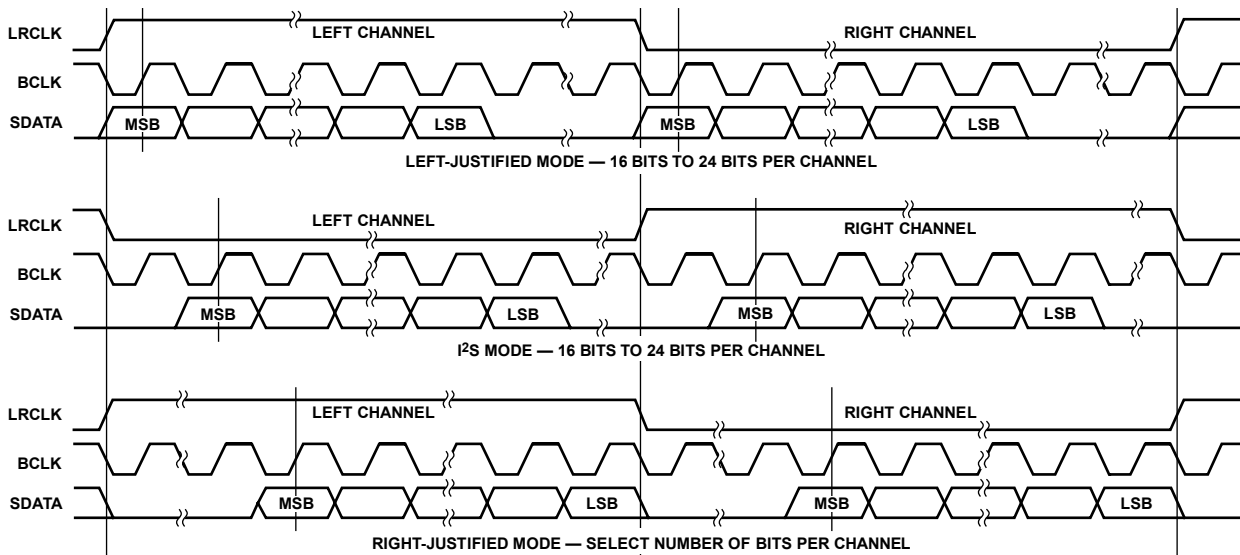 LRCLK
LEFT CHANNEL
RIGHT CHANNEL
BCLK
SDATA
MSB
LSB
MSB
LSB
LEFT-JUSTIFIED MODE — 16 BITS TO 24 BITS PER CHANNEL
LRCLK
LEFT CHANNEL
RIGHT CHANNEL
BCLK
SDATA
MSB
LSB
MSB
LSB
I²S MODE — 16 BITS TO 24 BITS PER CHANNEL
LRCLK
LEFT CHANNEL
RIGHT CHANNEL
BCLK
SDATA
MSB
LSB
MSB
LSB
RIGHT-JUSTIFIED MODE — SELECT NUMBER OF BITS PER CHANNEL